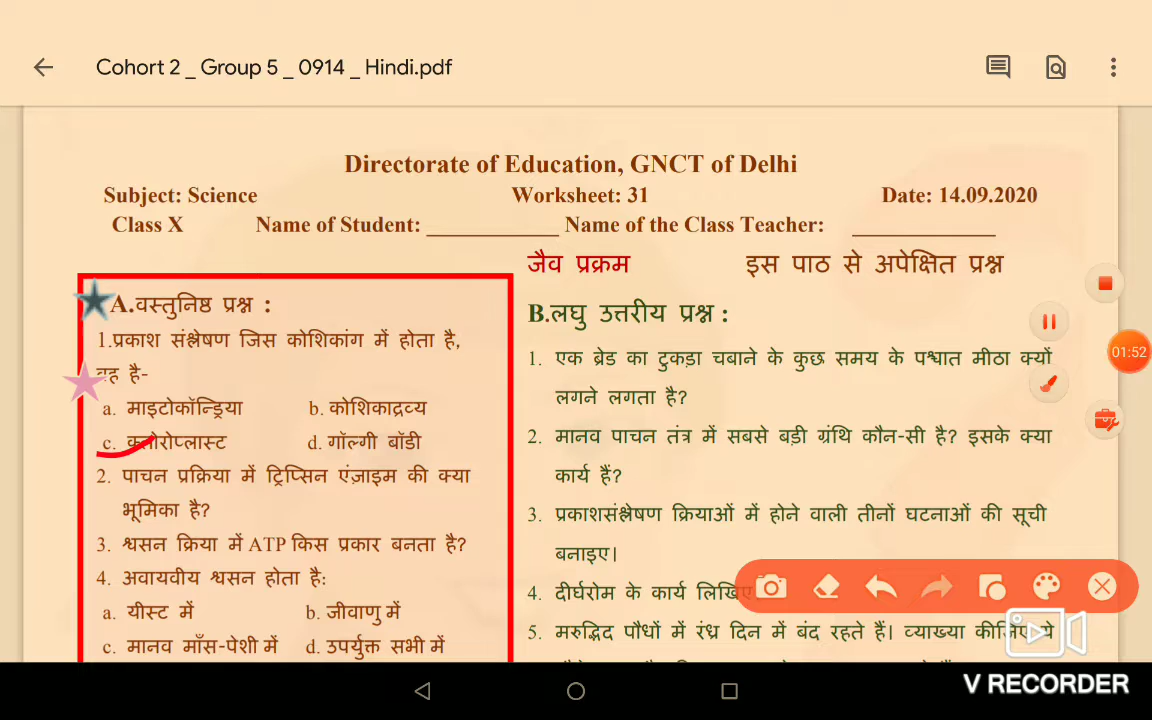 Cohort 2 _ Group 5 _ 0914 _ Hindi.pdf
Directorate of Education, GNCT of Delhi
Subject: Science Worksheet: 31 Date: 14.09.2020
Class X Name of Student: ____________ Name of the Class Teacher: ____________
जैव प्रक्रम इस पाठ से अपेक्षित प्रश्न
A.वस्तुनिष्ठ प्रश्न :
1.प्रकाश संश्लेषण जिस कोशिकांग में होता है,
वह है-
a. माइटोकॉन्ड्रिया b. कोशिकाद्रव्य
c. क्लोरोप्लास्ट d. गॉल्गी बॉडी
2. पाचन प्रक्रिया में ट्रिप्सिन एंज़ाइम की क्या
भूमिका है?
3. श्वसन क्रिया में ATP किस प्रकार बनता है?
4. अवायवीय श्वसन होता है:
a. यीस्ट में b. जीवाणु में
c. मानव माँस-पेशी में d. उपर्युक्त सभी में
B.लघु उत्तरीय प्रश्न :
1. एक ब्रेड का टुकड़ा चबाने के कुछ समय के पश्चात मीठा क्यों
लगने लगता है?
2. मानव पाचन तंत्र में सबसे बड़ी ग्रंथि कौन-सी है? इसके क्या
कार्य हैं?
3. प्रकाशसंश्लेषण क्रियाओं में होने वाली तीनों घटनाओं की सूची
बनाइए।
4. दीर्घरोम के कार्य लिखिए
5. मरुद्भिद पौधों में रंध्र दिन में बंद रहते हैं। व्याख्या कीजिए ये
01:52
V RECORDER